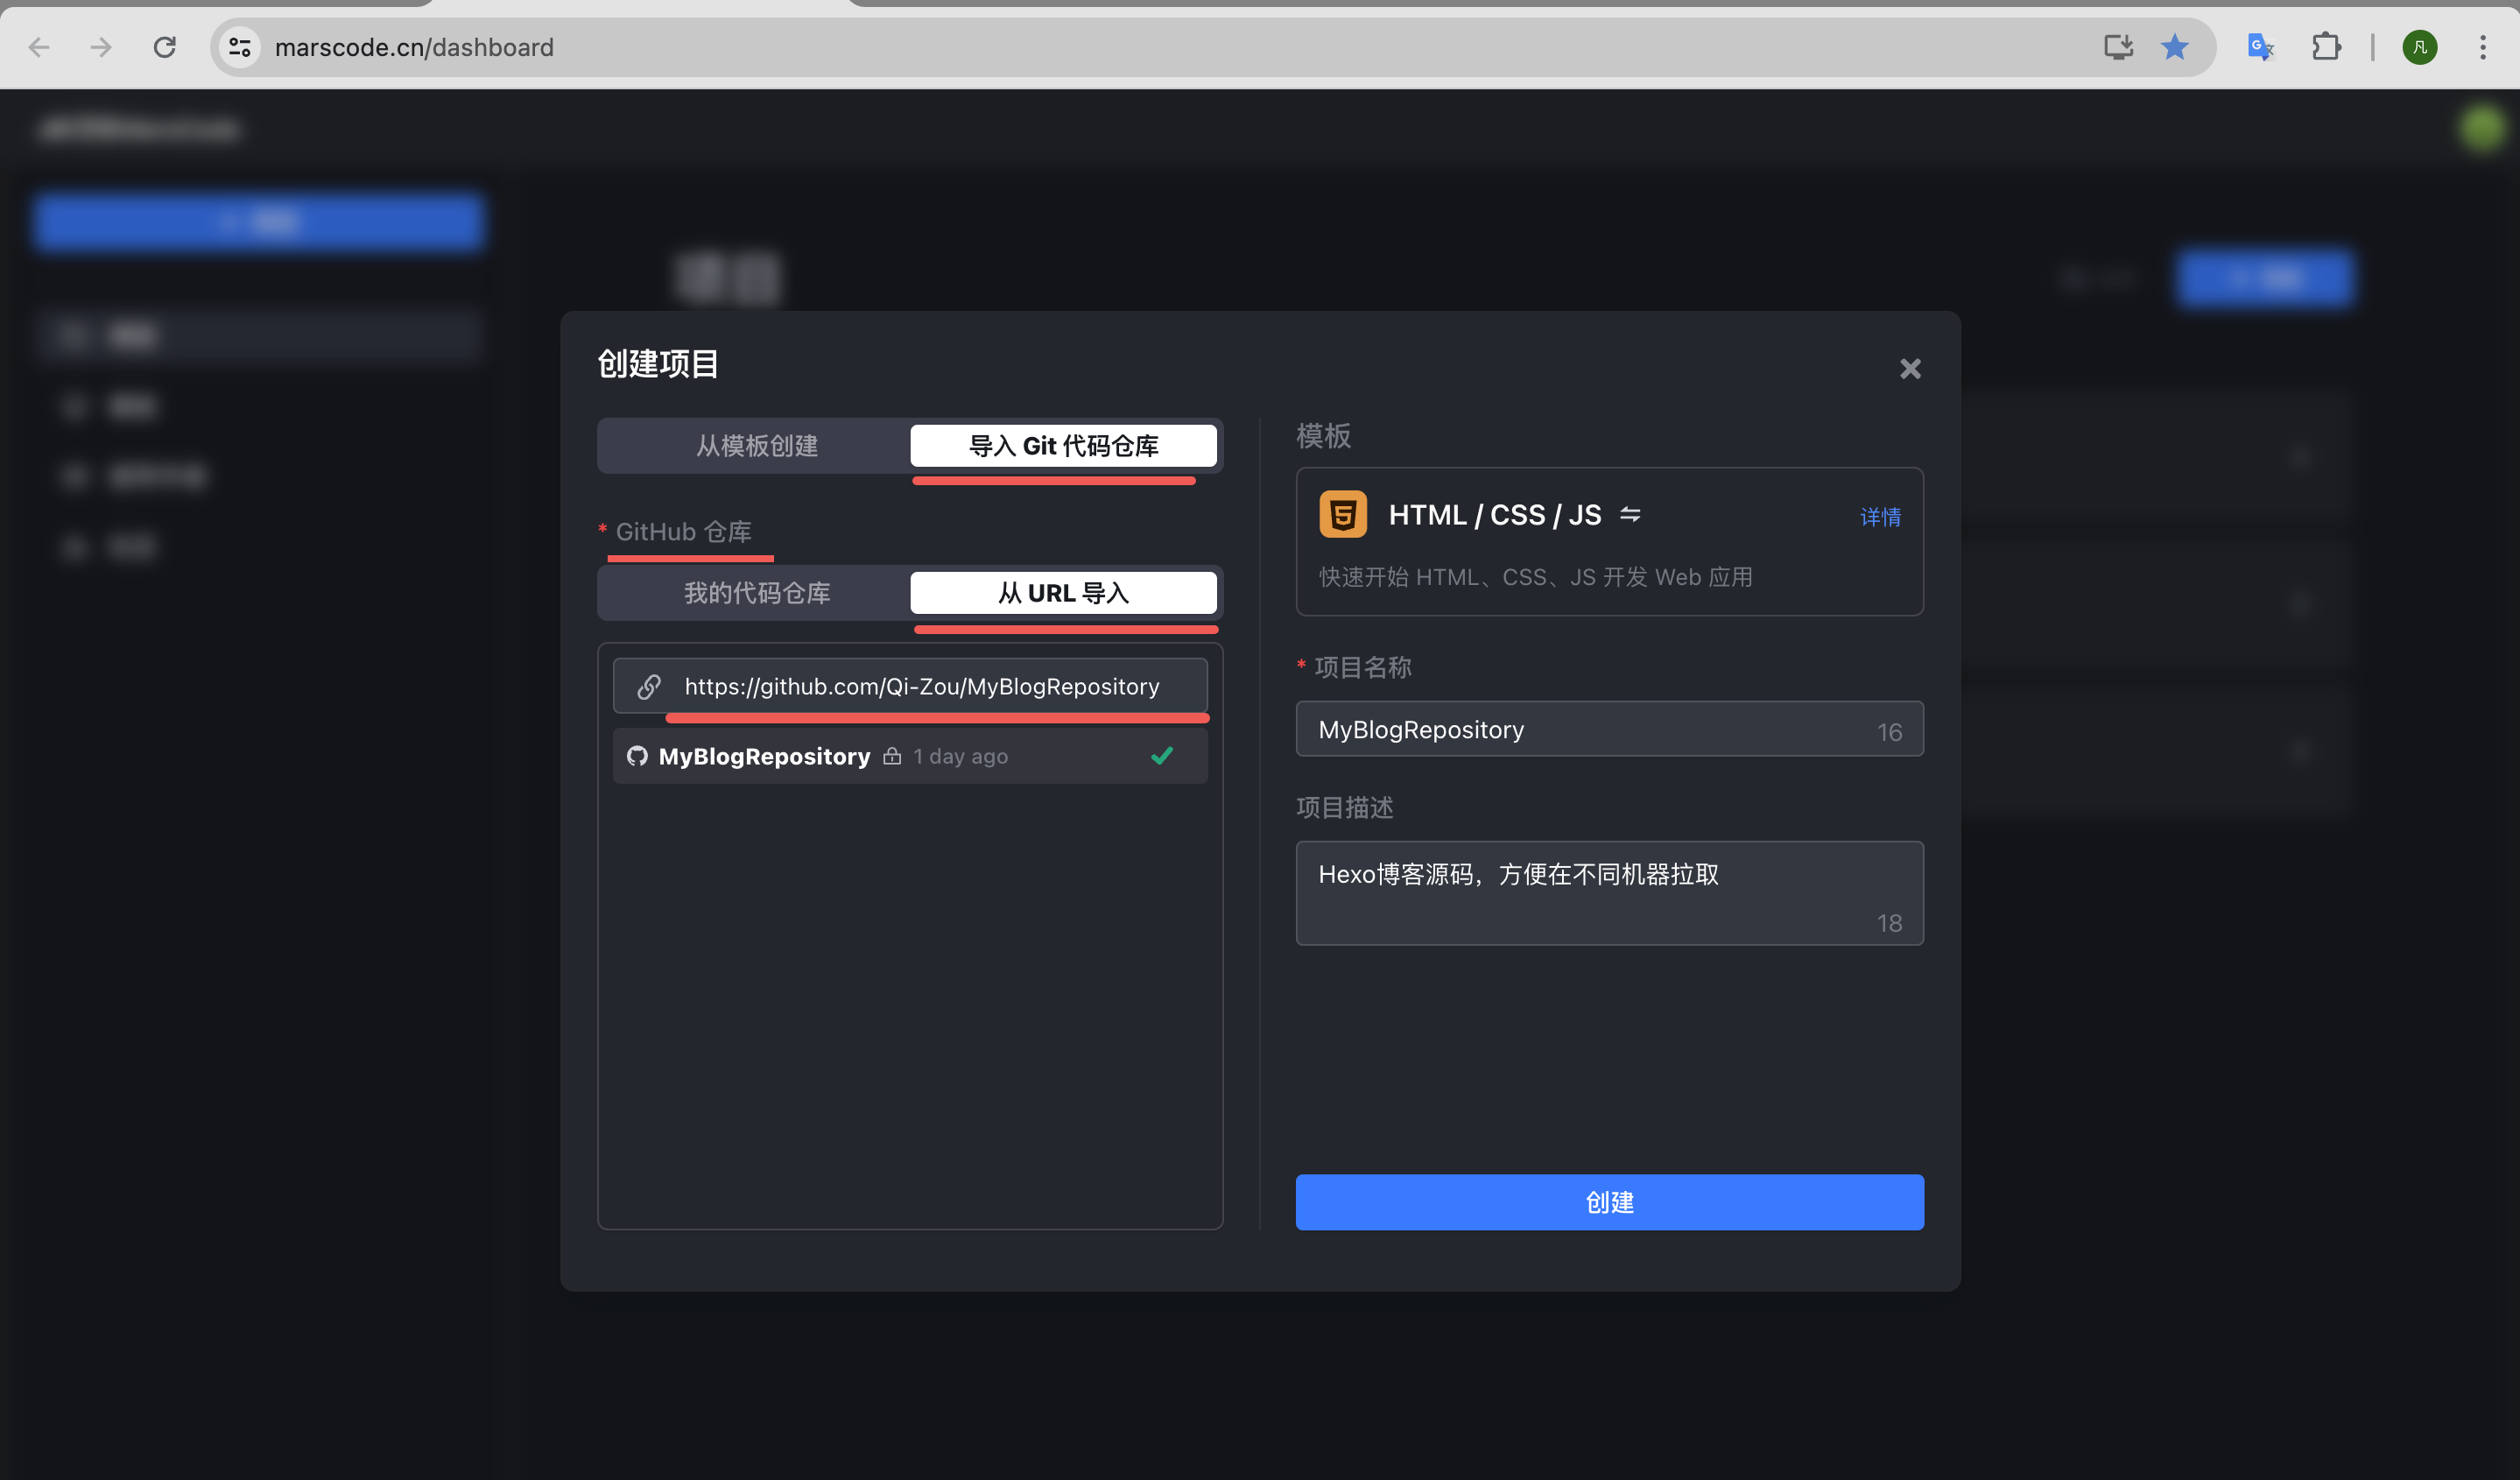 marscode.cn/dashboard
凡
项目
创建项目
从模板创建
导入 Git 代码仓库
* GitHub 仓库
我的代码仓库
从 URL 导入
https://github.com/Qi-Zou/MyBlogRepository
MyBlogRepository 1 day ago
模板
HTML / CSS / JS
详情
快速开始 HTML、CSS、JS 开发 Web 应用
* 项目名称
MyBlogRepository
16
项目描述
Hexo博客源码，方便在不同机器拉取
18
创建